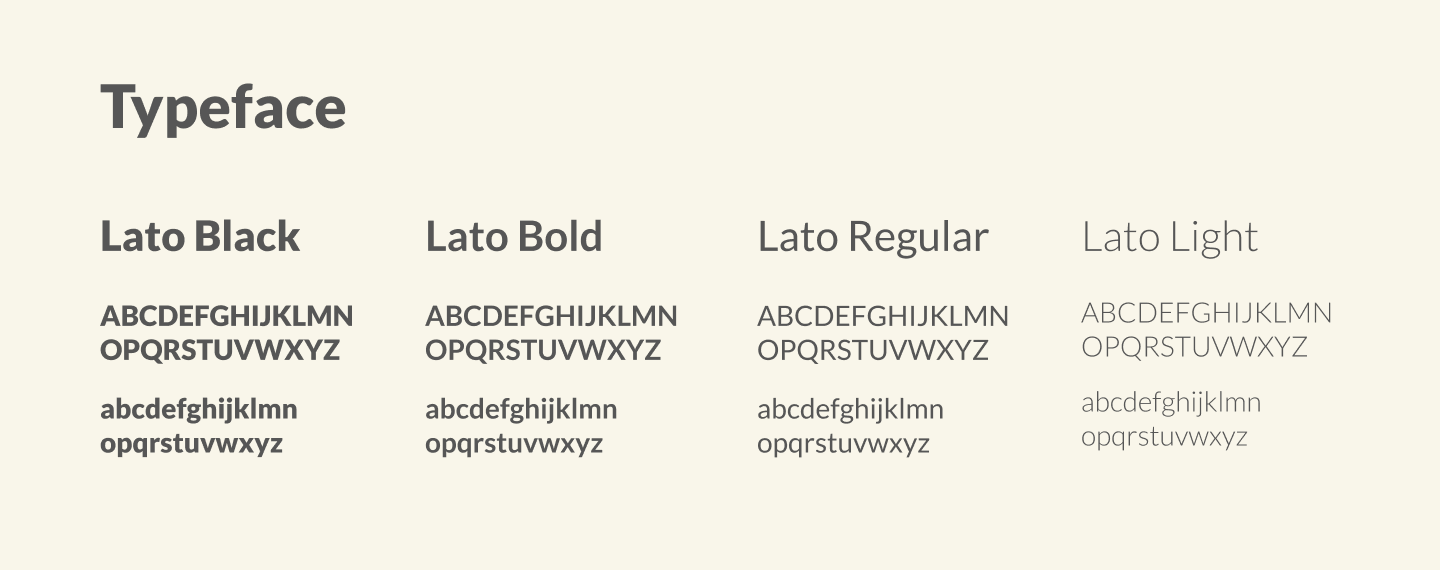 Typeface
Lato Black
ABCDEFGHIJKLMN
OPQRSTUVWXYZ
abcdefghijklmn
opqrstuvwxyz
Lato Bold
ABCDEFGHIJKLMN
OPQRSTUVWXYZ
abcdefghijklmn
opqrstuvwxyz
Lato Regular
ABCDEFGHIJKLMN
OPQRSTUVWXYZ
abcdefghijklmn
opqrstuvwxyz
Lato Light
ABCDEFGHIJKLMN
OPQRSTUVWXYZ
abcdefghijklmn
opqrstuvwxyz